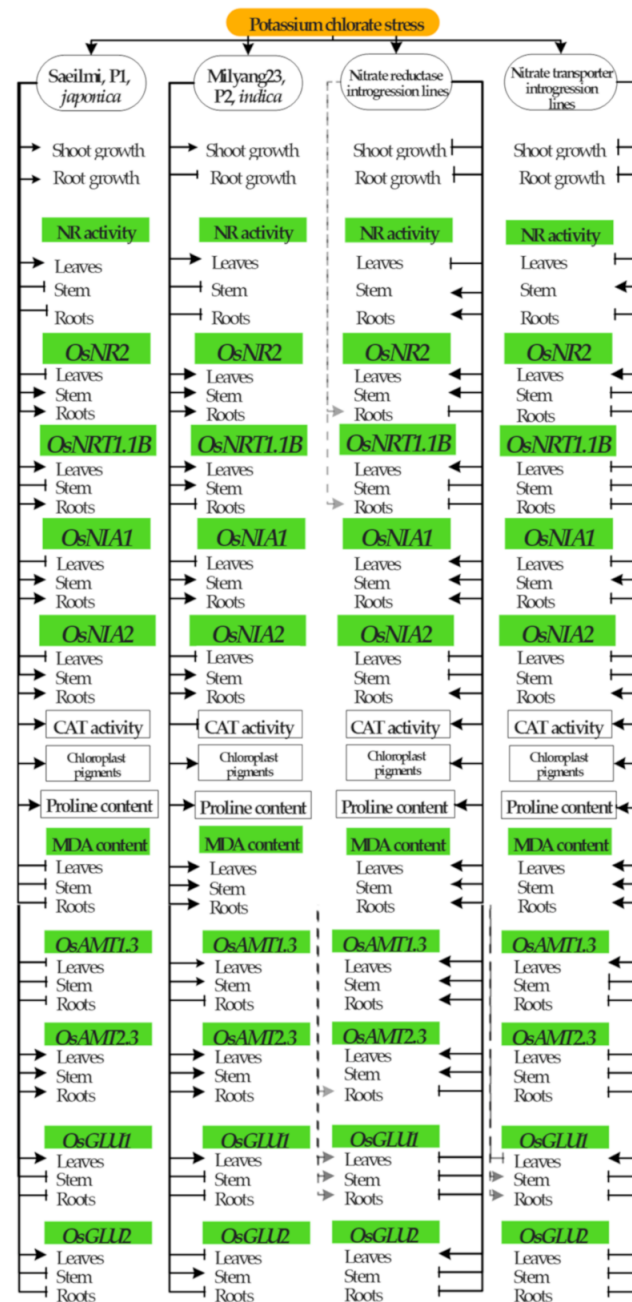 Potassium chlorate stress
Saeilmi, P1,
japonica
Milyang23,
P2, indica
Nitrate reductase
introgression lines
Nitrate transporter
introgression
lines
Shoot growth Shoot growth Shoot growth Shoot growth
Root growth Root growth Root growth Root growth
NR activity NR activity NR activity NR activity
Leaves Leaves Leaves Leaves
Stem Stem Stem Stem
Roots Roots Roots Roots
OsNR2 OsNR2 OsNR2 OsNR2
Leaves Leaves Leaves Leaves
Stem Stem Stem Stem
Roots Roots Roots Roots
OsNRT1.1B OsNRT1.1B OsNRT1.1B OsNRT1.1B
Leaves Leaves Leaves Leaves
Stem Stem Stem Stem
Roots Roots Roots Roots
OsNIA1 OsNIA1 OsNIA1 OsNIA1
Leaves Leaves Leaves Leaves
Stem Stem Stem Stem
Roots Roots Roots Roots
OsNIA2 OsNIA2 OsNIA2 OsNIA2
Leaves Leaves Leaves Leaves
Stem Stem Stem Stem
Roots Roots Roots Roots
CAT activity CAT activity CAT activity CAT activity
Chloroplast Chloroplast Chloroplast Chloroplast
pigments pigments pigments pigments
Proline content Proline content Proline content Proline content
MDA content MDA content MDA content MDA content
Leaves Leaves Leaves Leaves
Stem Stem Stem Stem
Roots Roots Roots Roots
OsAMT1.3 OsAMT1.3 OsAMT1.3 OsAMT1.3
Leaves Leaves Leaves Leaves
Stem Stem Stem Stem
Roots Roots Roots Roots
OsAMT2.3 OsAMT2.3 OsAMT2.3 OsAMT2.3
Leaves Leaves Leaves Leaves
Stem Stem Stem Stem
Roots Roots Roots Roots
OsGLU1 OsGLU1 OsGLU1 OsGLU1
Leaves Leaves Leaves Leaves
Stem Stem Stem Stem
Roots Roots Roots Roots
OsGLU2 OsGLU2 OsGLU2 OsGLU2
Leaves Leaves Leaves Leaves
Stem Stem Stem Stem
Roots Roots Roots Roots